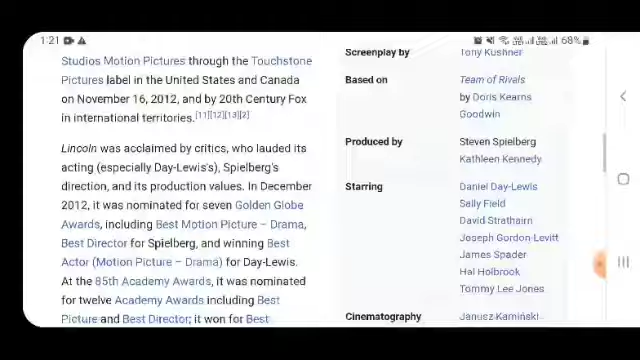 1:21
68%
Studios Motion Pictures through the Touchstone
Pictures label in the United States and Canada
on November 16, 2012, and by 20th Century Fox
in international territories.[11][12][13][2]
Lincoln was acclaimed by critics, who lauded its
acting (especially Day-Lewis's), Spielberg's
direction, and its production values. In December
2012, it was nominated for seven Golden Globe
Awards, including Best Motion Picture – Drama,
Best Director for Spielberg, and winning Best
Actor (Motion Picture – Drama) for Day-Lewis.
At the 85th Academy Awards, it was nominated
for twelve Academy Awards including Best
Picture and Best Director; it won for Best
Screenplay by Tony Kushner
Based on Team of Rivals
by Doris Kearns
Goodwin
Produced by Steven Spielberg
Kathleen Kennedy
Starring Daniel Day-Lewis
Sally Field
David Strathairn
Joseph Gordon-Levitt
James Spader
Hal Holbrook
Tommy Lee Jones
Cinematography Janusz Kamiński